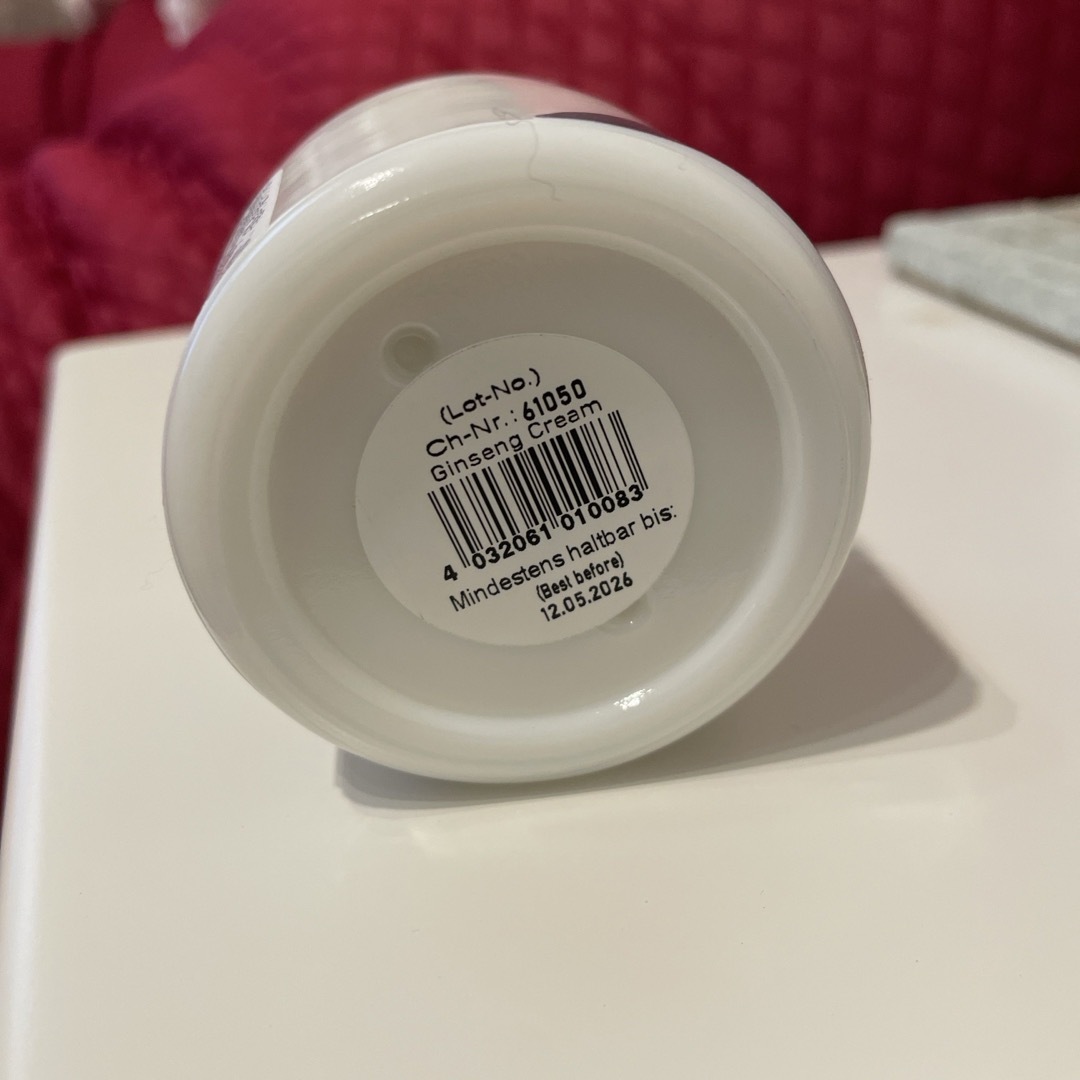 (Lot-No.)
Ch-Nr.: 61050
Ginseng Cream
4 032061 010083
Mindestens haltbar bis:
(Best before)
12.05.2026